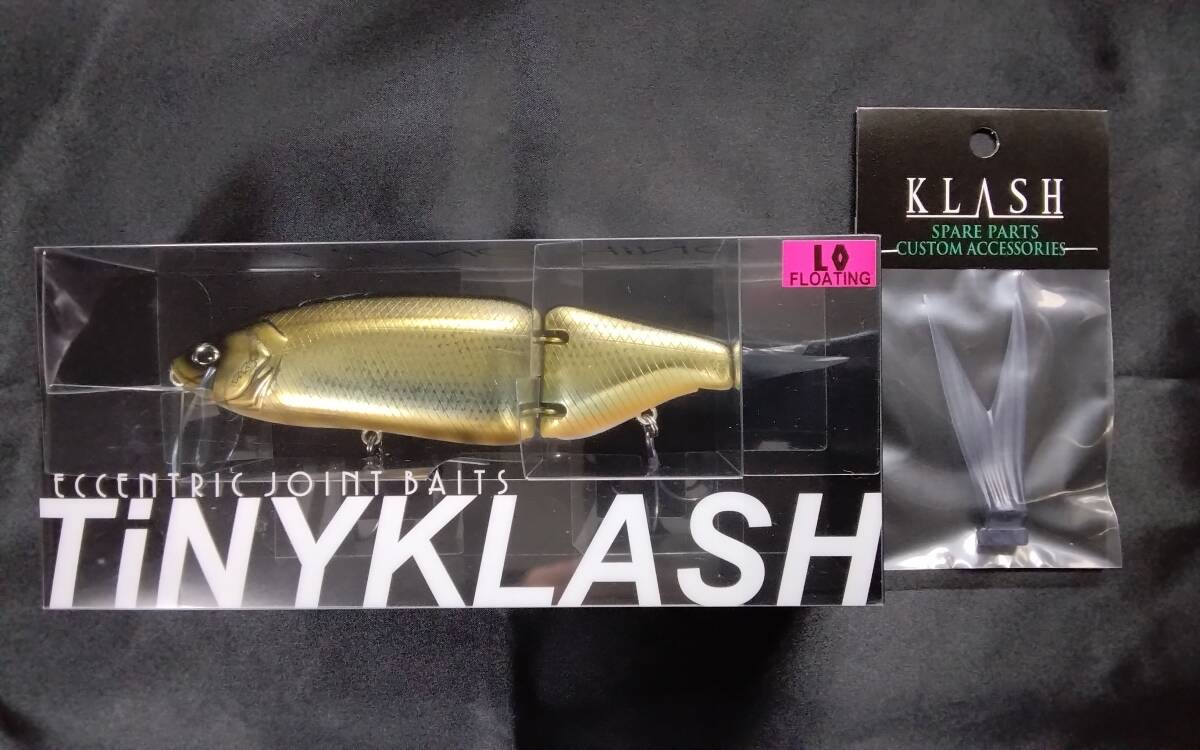 LO
FLOATING
ECCENTRIC JOINT BAITS
TiNYKLASH
KLASH
SPARE PARTS
CUSTOM ACCESSORIES